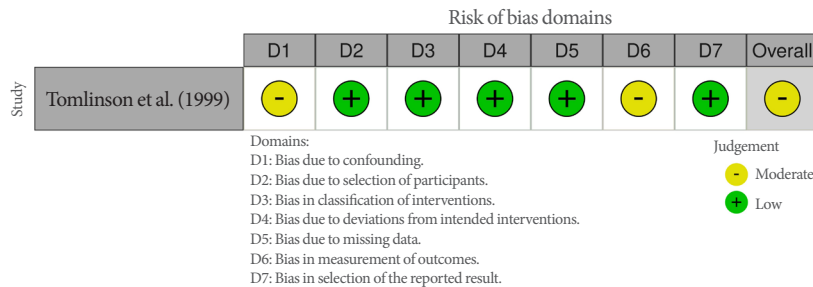 Risk of bias domains
D1 D2 D3 D4 D5 D6 D7 Overall
Study
Tomlinson et al. (1999) - + + + + - + -
Domains:
D1: Bias due to confounding.
D2: Bias due to selection of participants.
D3: Bias in classification of interventions.
D4: Bias due to deviations from intended interventions.
D5: Bias due to missing data.
D6: Bias in measurement of outcomes.
D7: Bias in selection of the reported result.
Judgement
- Moderate
+ Low